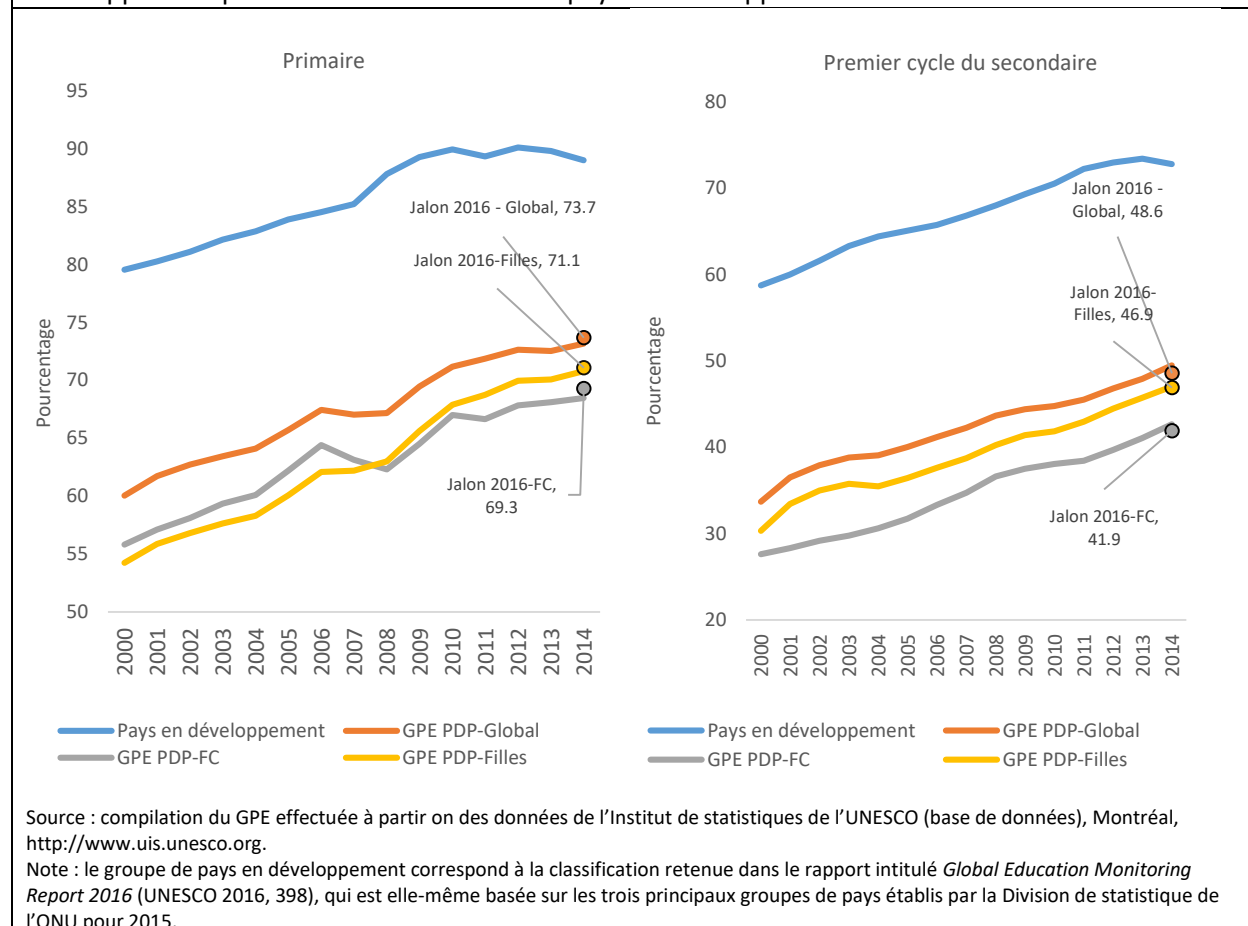 Primaire
95
90
85
80
75
70
65
60
55
50
Pourcentage
Jalon 2016 - Global, 73.7
Jalon 2016-Filles, 71.1
Jalon 2016-FC,
69.3
2000 2001 2002 2003 2004 2005 2006 2007 2008 2009 2010 2011 2012 2013 2014
Pays en développement GPE PDP-Global
GPE PDP-FC GPE PDP-Filles
Premier cycle du secondaire
80
70
60
50
40
30
20
Pourcentage
Jalon 2016 -
Global, 48.6
Jalon 2016-
Filles, 46.9
Jalon 2016-FC,
41.9
2000 2001 2002 2003 2004 2005 2006 2007 2008 2009 2010 2011 2012 2013 2014
Pays en développement GPE PDP-Global
GPE PDP-FC GPE PDP-Filles
Source : compilation du GPE effectuée à partir on des données de l’Institut de statistiques de l’UNESCO (base de données), Montréal,
http://www.uis.unesco.org.
Note : le groupe de pays en développement correspond à la classification retenue dans le rapport intitulé Global Education Monitoring
Report 2016 (UNESCO 2016, 398), qui est elle-même basée sur les trois principaux groupes de pays établis par la Division de statistique de
l’ONU pour 2015.